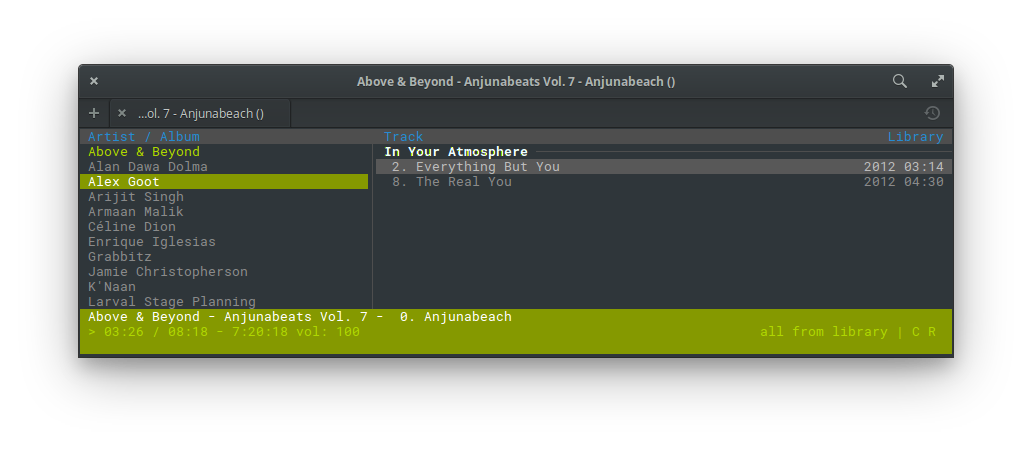 × Above & Beyond - Anjunabeats Vol. 7 - Anjunabeach ()
+ × ...ol. 7 - Anjunabeach ()
Artist / Album Track Library
Above & Beyond In Your Atmosphere
Alan Dawa Dolma 2. Everything But You 2012 03:14
Alex Goot 8. The Real You 2012 04:30
Arijit Singh
Armaan Malik
Céline Dion
Enrique Iglesias
Grabbitz
Jamie Christopherson
K'Naan
Larval Stage Planning
Above & Beyond - Anjunabeats Vol. 7 - 0. Anjunabeach
> 03:26 / 08:18 - 7:20:18 vol: 100 all from library | C R